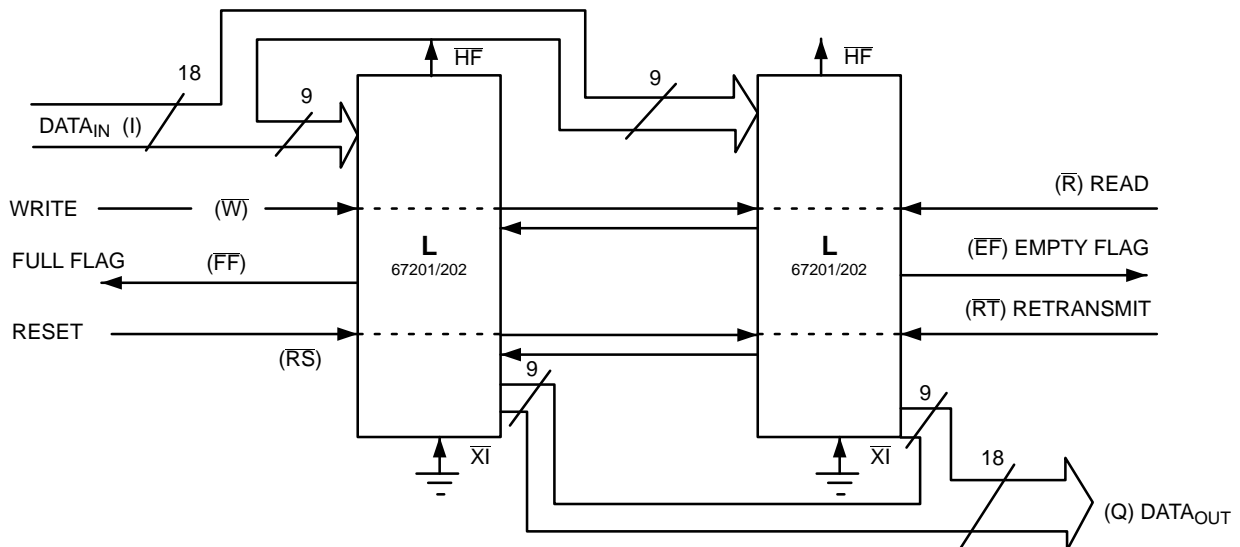 HF
HF
18
9
9
DATAIN (I)
(R) READ
WRITE
(W)
L
67201/202
L
67201/202
FULL FLAG
(FF)
(EF) EMPTY FLAG
RESET
(RS)
(RT) RETRANSMIT
9
9
XI
XI
18
(Q) DATAOUT